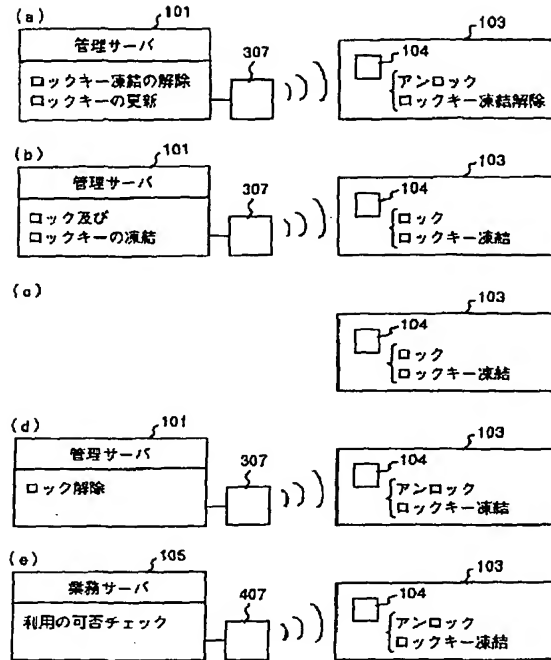 (a)
101
管理サーバ
ロックキー凍結の解除
ロックキーの更新
307
103
104
アンロック
ロックキー凍結解除
(b)
101
管理サーバ
ロック及び
ロックキーの凍結
307
103
104
ロック
ロックキー凍結
(c)
103
104
ロック
ロックキー凍結
(d)
101
管理サーバ
ロック解除
307
103
104
アンロック
ロックキー凍結
(e)
105
業務サーバ
利用の可否チェック
407
103
104
アンロック
ロックキー凍結